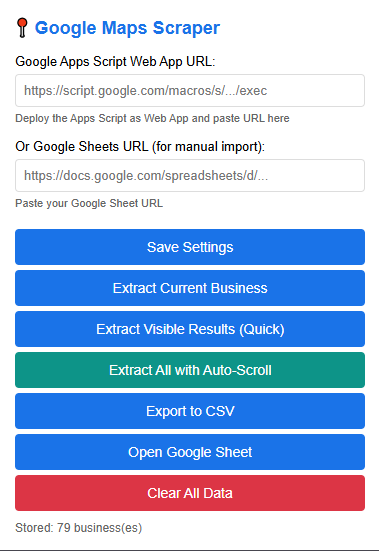 Google Maps Scraper
Google Apps Script Web App URL:
https://script.google.com/macros/s/.../exec
Deploy the Apps Script as Web App and paste URL here
Or Google Sheets URL (for manual import):
https://docs.google.com/spreadsheets/d/...
Paste your Google Sheet URL
Save Settings
Extract Current Business
Extract Visible Results (Quick)
Extract All with Auto-Scroll
Export to CSV
Open Google Sheet
Clear All Data
Stored: 79 business(es)